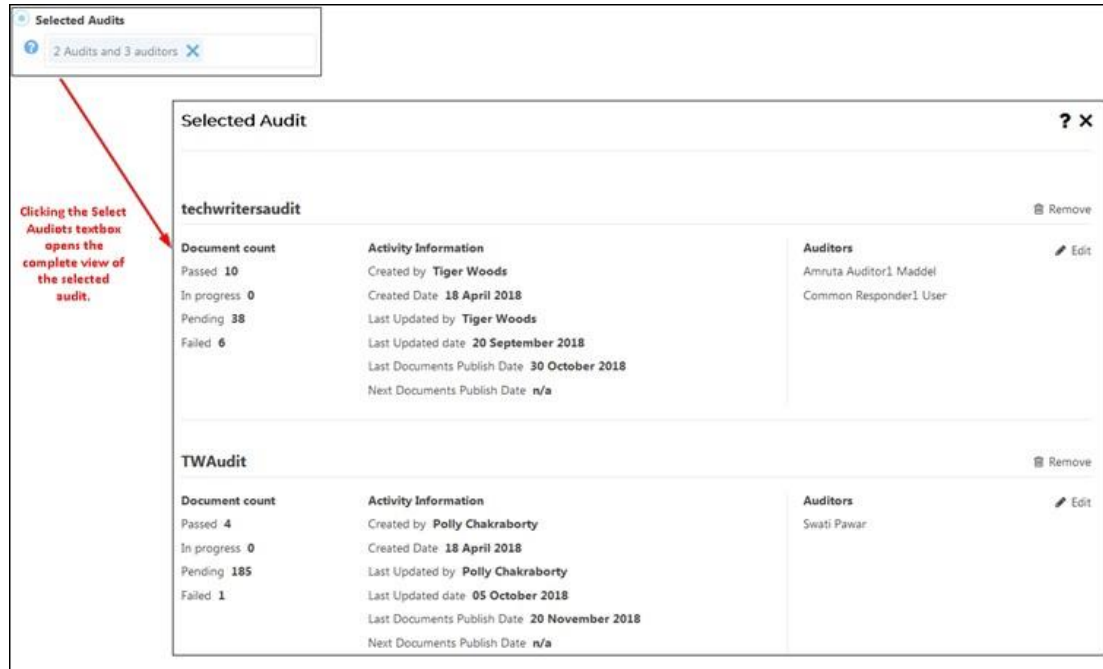 Selected Audits
? 2 Audits and 3 auditors X
Selected Audit ? X
Clicking the Select
Audiots textbox
opens the
complete view of
the selected
audit.
techwritersaudit Remove
Document count Activity Information Auditors Edit
Passed 10 Created by Tiger Woods Amruta Auditor1 Maddel
In progress 0 Created Date 18 April 2018 Common Responder1 User
Pending 38 Last Updated by Tiger Woods
Failed 6 Last Updated date 20 September 2018
Last Documents Publish Date 30 October 2018
Next Documents Publish Date n/a
TWAudit Remove
Document count Activity Information Auditors Edit
Passed 4 Created by Polly Chakraborty Swati Pawar
In progress 0 Created Date 18 April 2018
Pending 185 Last Updated by Polly Chakraborty
Failed 1 Last Updated date 05 October 2018
Last Documents Publish Date 20 November 2018
Next Documents Publish Date n/a